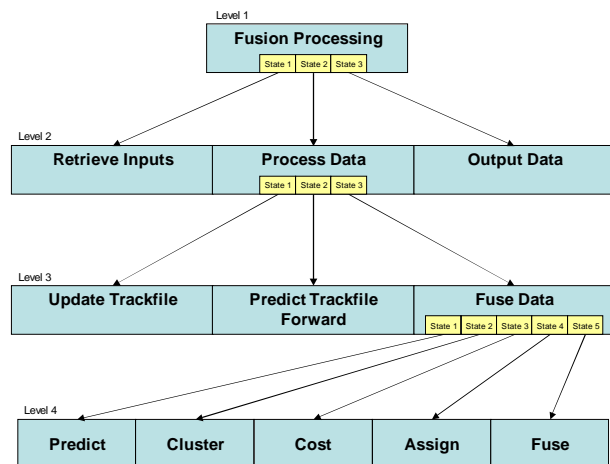 Level 1
Fusion Processing
State 1 State 2 State 3
Level 2
Retrieve Inputs Process Data Output Data
State 1 State 2 State 3
Level 3
Update Trackfile Predict Trackfile Fuse Data
Forward
State 1 State 2 State 3 State 4 State 5
Level 4
Predict Cluster Cost Assign Fuse